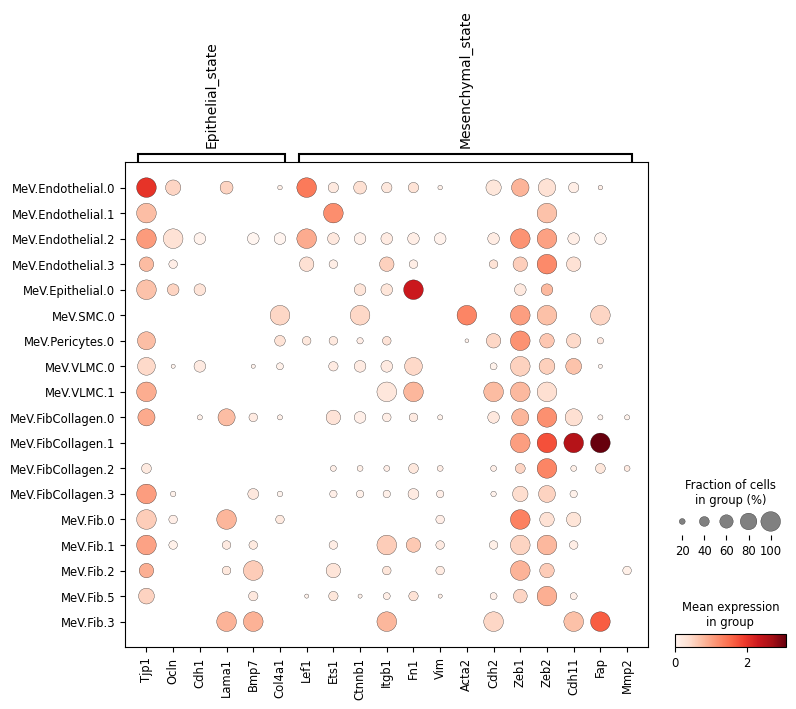 Epithelial_state
Mesenchymal_state
MeV.Endothelial.0
MeV.Endothelial.1
MeV.Endothelial.2
MeV.Endothelial.3
MeV.Epithelial.0
MeV.SMC.0
MeV.Pericytes.0
MeV.VLMC.0
MeV.VLMC.1
MeV.FibCollagen.0
MeV.FibCollagen.1
MeV.FibCollagen.2
MeV.FibCollagen.3
MeV.Fib.0
MeV.Fib.1
MeV.Fib.2
MeV.Fib.5
MeV.Fib.3
Tjp1
Ocln
Cdh1
Lama1
Bmp7
Col4a1
Lef1
Ets1
Ctnnb1
Itgb1
Fn1
Vim
Acta2
Cdh2
Zeb1
Zeb2
Cdh11
Fap
Mmp2
Fraction of cells
in group (%)
20 40 60 80 100
Mean expression
in group
0 2